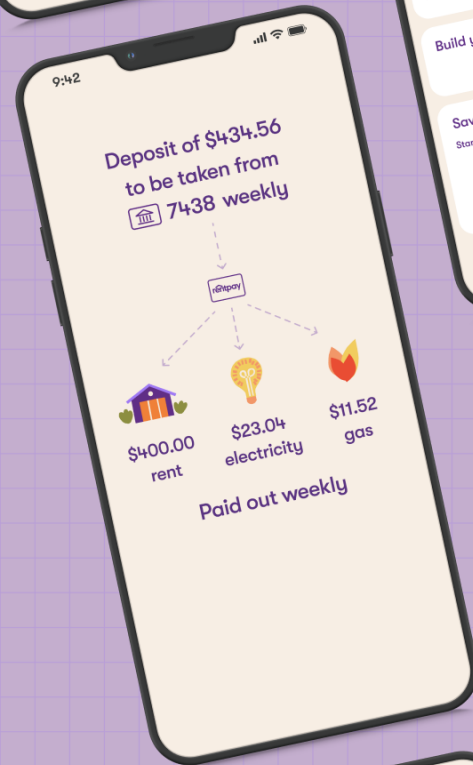 9:42
Build y
Sav
Star
Deposit of $434.56
to be taken from
7438 weekly
rentpay
$400.00
rent
$23.04
electricity
$11.52
gas
Paid out weekly